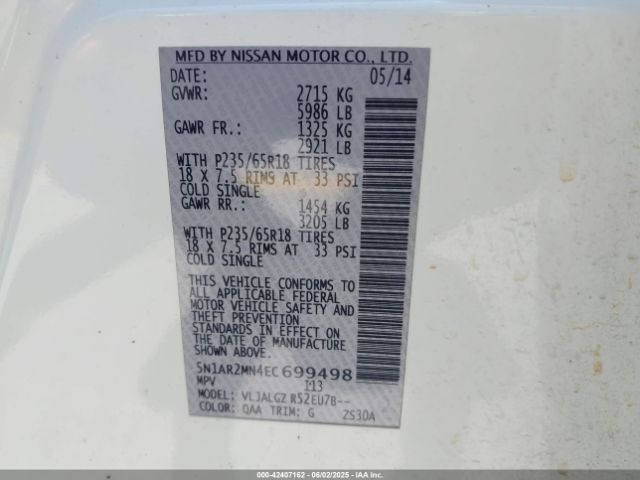 MFD BY NISSAN MOTOR CO., LTD.
DATE: 05/14
GVWR: 2715 KG
5986 LB
GAWR FR.: 1325 KG
2921 LB
WITH P235/65R18 TIRES
18 X 7.5 RIMS AT 33 PSI
COLD SINGLE
GAWR RR.: 1454 KG
3205 LB
WITH P235/65R18 TIRES
18 X 7.5 RIMS AT 33 PSI
COLD SINGLE
THIS VEHICLE CONFORMS TO
ALL APPLICABLE FEDERAL
MOTOR VEHICLE SAFETY AND
THEFT PREVENTION
STANDARDS IN EFFECT ON
THE DATE OF MANUFACTURE
SHOWN ABOVE.
5N1AR2MN4EC699498
MPV 113
MODEL: VLJALGZ R52EU7B--
COLOR: QAA TRIM: G 2S30A
000-42407162 - 06/02/2025 - IAAI.COM